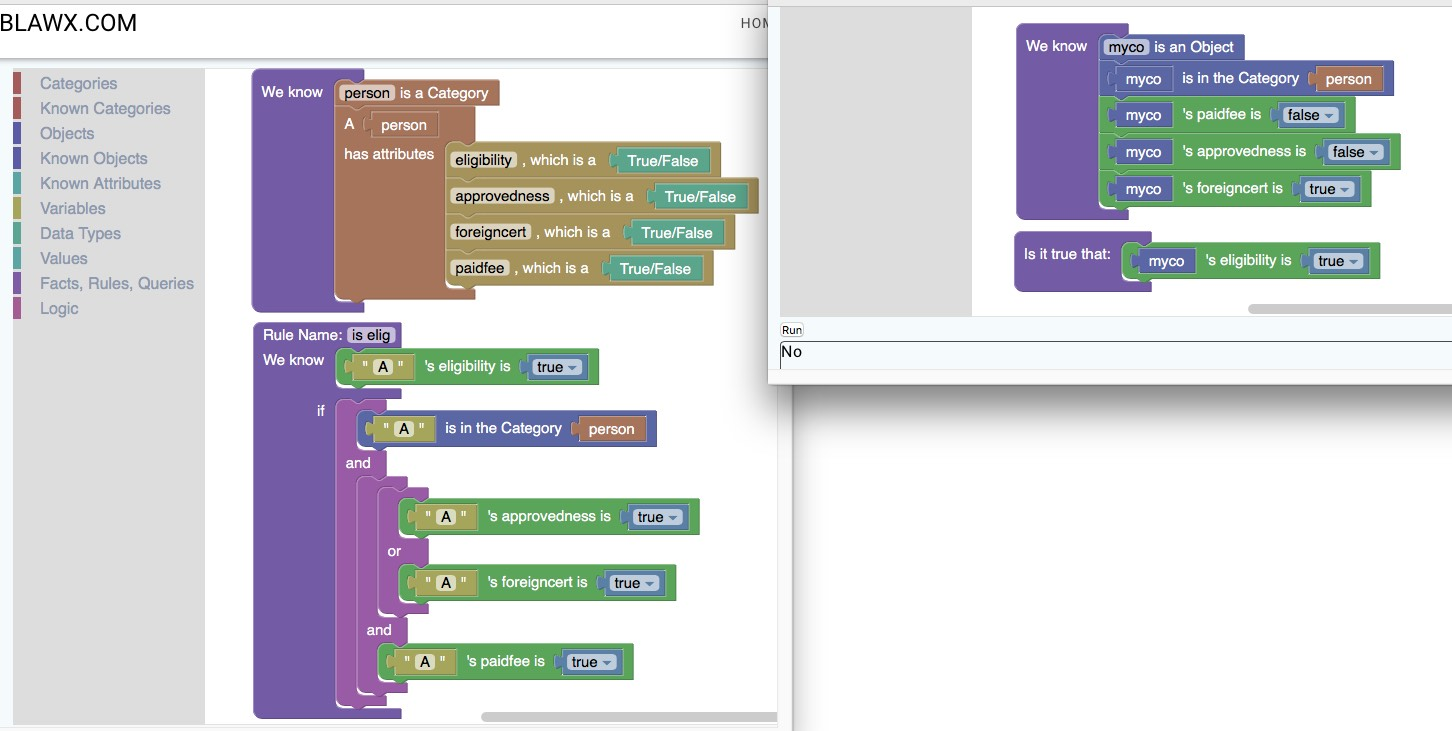 BLAWX.COM
HOM
Categories
Known Categories
Objects
Known Objects
Known Attributes
Variables
Data Types
Values
Facts, Rules, Queries
Logic
We know person is a Category
A person
has attributes
eligibility , which is a True/False
approvedness , which is a True/False
foreigncert , which is a True/False
paidfee , which is a True/False
Rule Name: is elig
We know " A " 's eligibility is true
if
" A " is in the Category person
and
" A " 's approvedness is true
or
" A " 's foreigncert is true
and
" A " 's paidfee is true
We know myco is an Object
myco is in the Category person
myco 's paidfee is false
myco 's approvedness is false
myco 's foreigncert is true
Is it true that: myco 's eligibility is true
Run
No